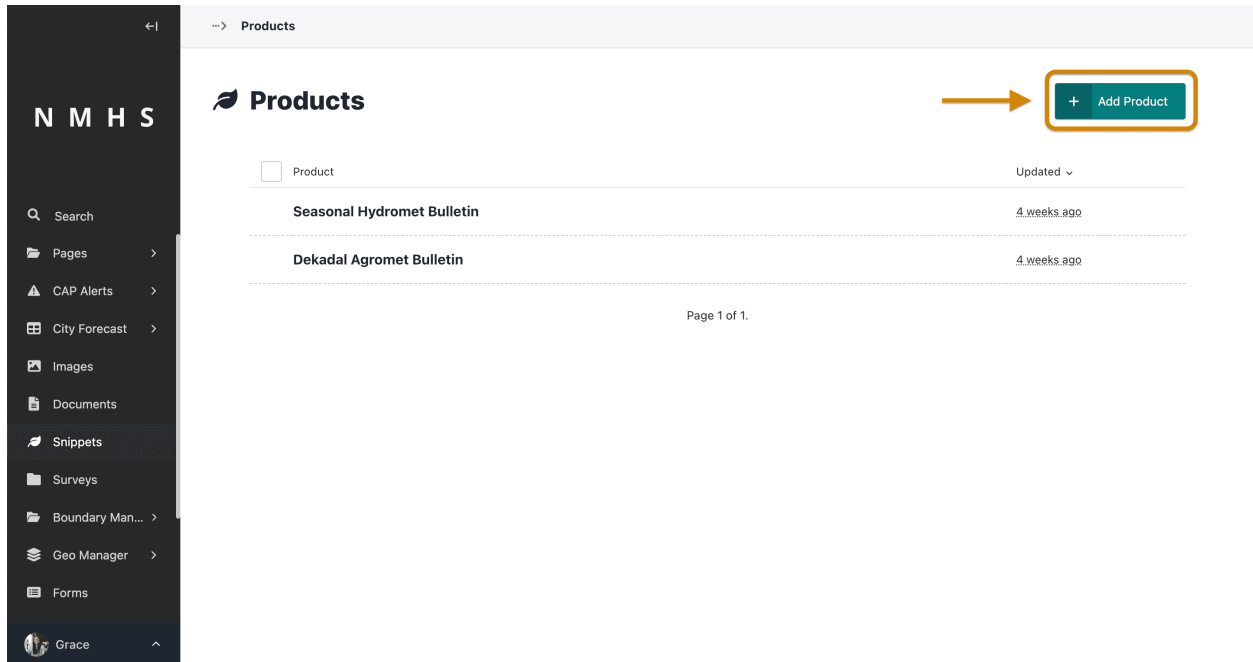 Products
N M H S
Search
Pages
CAP Alerts
City Forecast
Images
Documents
Snippets
Surveys
Boundary Man...
Geo Manager
Forms
Grace
Products
+ Add Product
Product Updated
Seasonal Hydromet Bulletin 4 weeks ago
Dekadal Agromet Bulletin 4 weeks ago
Page 1 of 1.